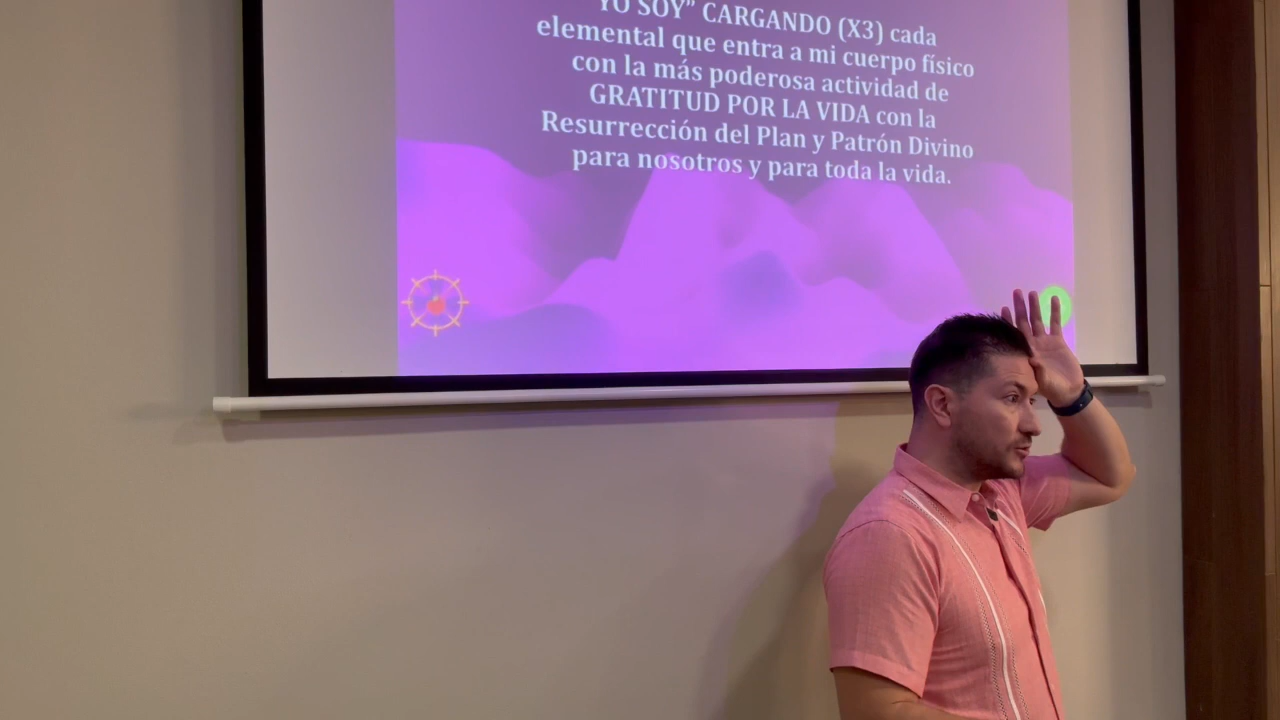 YO SOY” CARGANDO (X3) cada
elemental que entra a mi cuerpo físico
con la más poderosa actividad de
GRATITUD POR LA VIDA con la
Resurrección del Plan y Patrón Divino
para nosotros y para toda la vida.